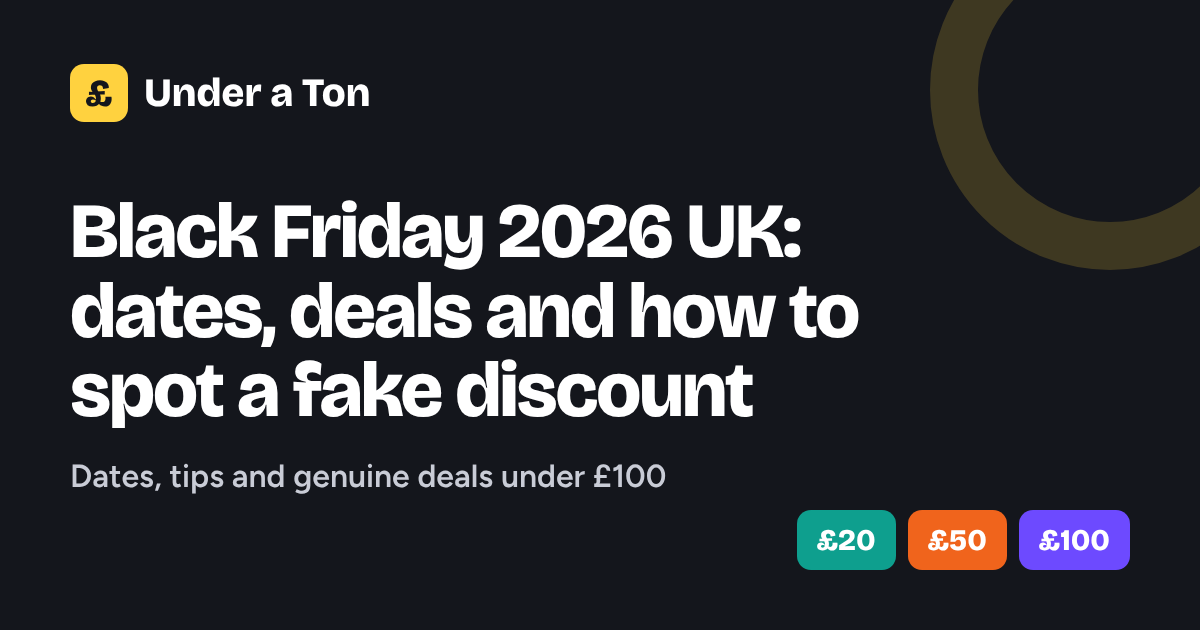 £
Under a Ton
Black Friday 2026 UK:
dates, deals and how to
spot a fake discount
Dates, tips and genuine deals under £100
£20
£50
£100